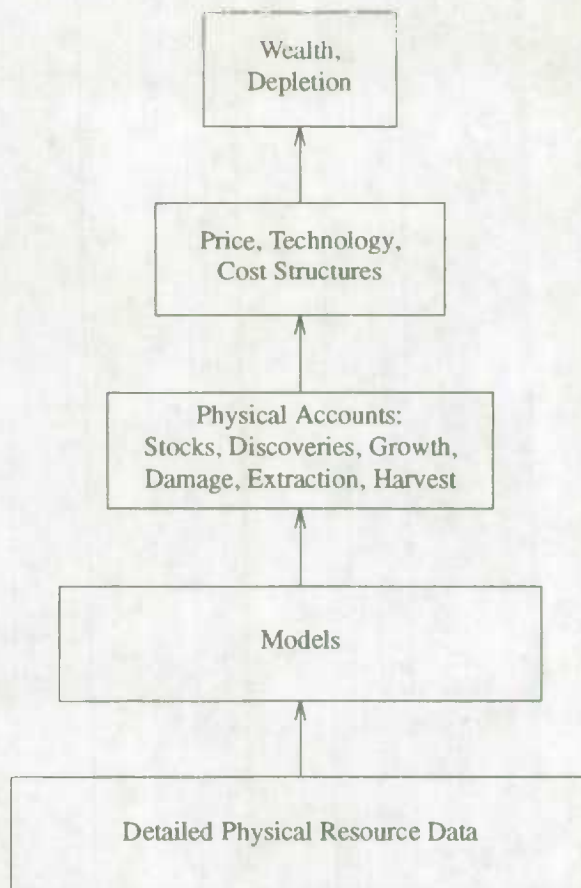 Wealth,
Depletion
Price, Technology,
Cost Structures
Physical Accounts:
Stocks, Discoveries, Growth,
Damage, Extraction, Harvest
Models
Detailed Physical Resource Data